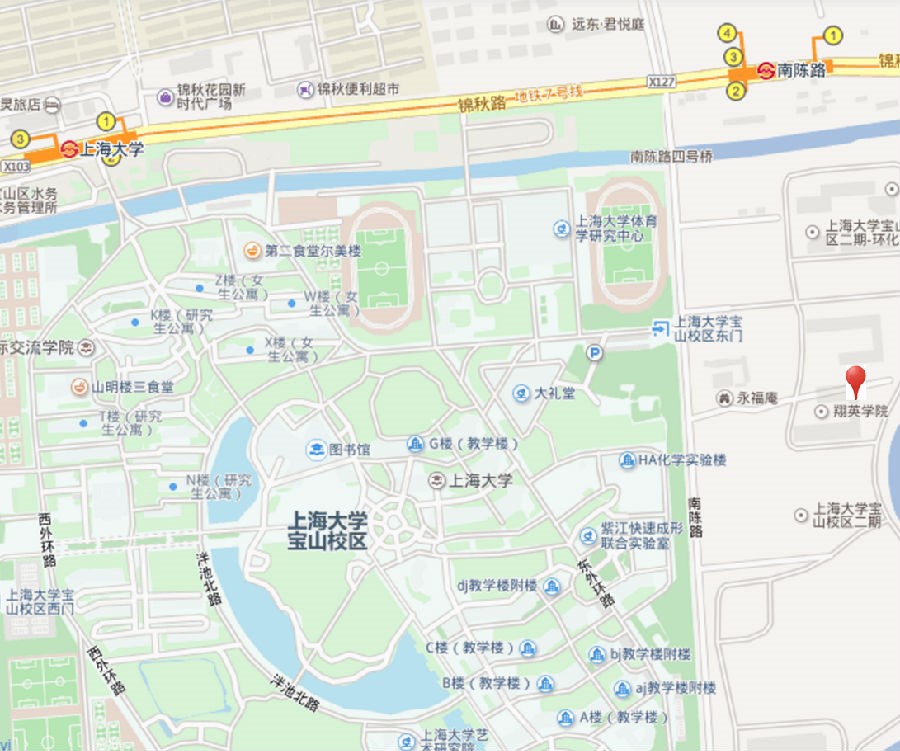 远东·君悦庭
4
1
3
南陈路
锦秋花园新
时代广场
锦秋便利超市
X127
2
锦秋路
地铁7号线
灵旅店
1
3
上海大学
X103
南陈路四号桥
宝山区水务
水务管理所
上海大学体育
学研究中心
上海大学宝山
区二期-环化
第二食堂尔美楼
Z楼（女
生公寓）
W楼（女
生公寓）
K楼（研究
生公寓）
上海大学宝
山校区东门
X楼（女
生公寓）
际交流学院
P
山明楼三食堂
大礼堂
永福庵
翔英学院
T楼（研究
生公寓）
图书馆
G楼（教学楼）
HA化学实验楼
上海大学
N楼（研究
生公寓）
上海大学
宝山校区
西外环路
南陈路
上海大学宝
山校区二期
紫江快速成形
联合实验室
泮池北路
东外环路
dj教学楼附楼
上海大学宝
山校区西门
C楼（教学楼）
bj教学楼附楼
西外环路
泮池北路
B楼（教学楼）
aj教学楼附楼
A楼（教学楼）
上海大学艺
术研究院